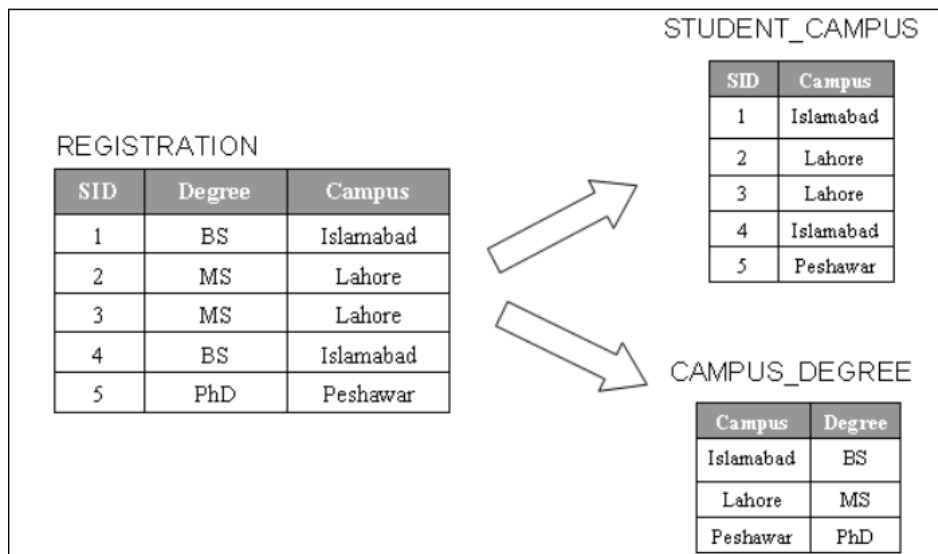 REGISTRATION
SID Degree Campus
1 BS Islamabad
2 MS Lahore
3 MS Lahore
4 BS Islamabad
5 PhD Peshawar
STUDENT_CAMPUS
SID Campus
1 Islamabad
2 Lahore
3 Lahore
4 Islamabad
5 Peshawar
CAMPUS_DEGREE
Campus Degree
Islamabad BS
Lahore MS
Peshawar PhD